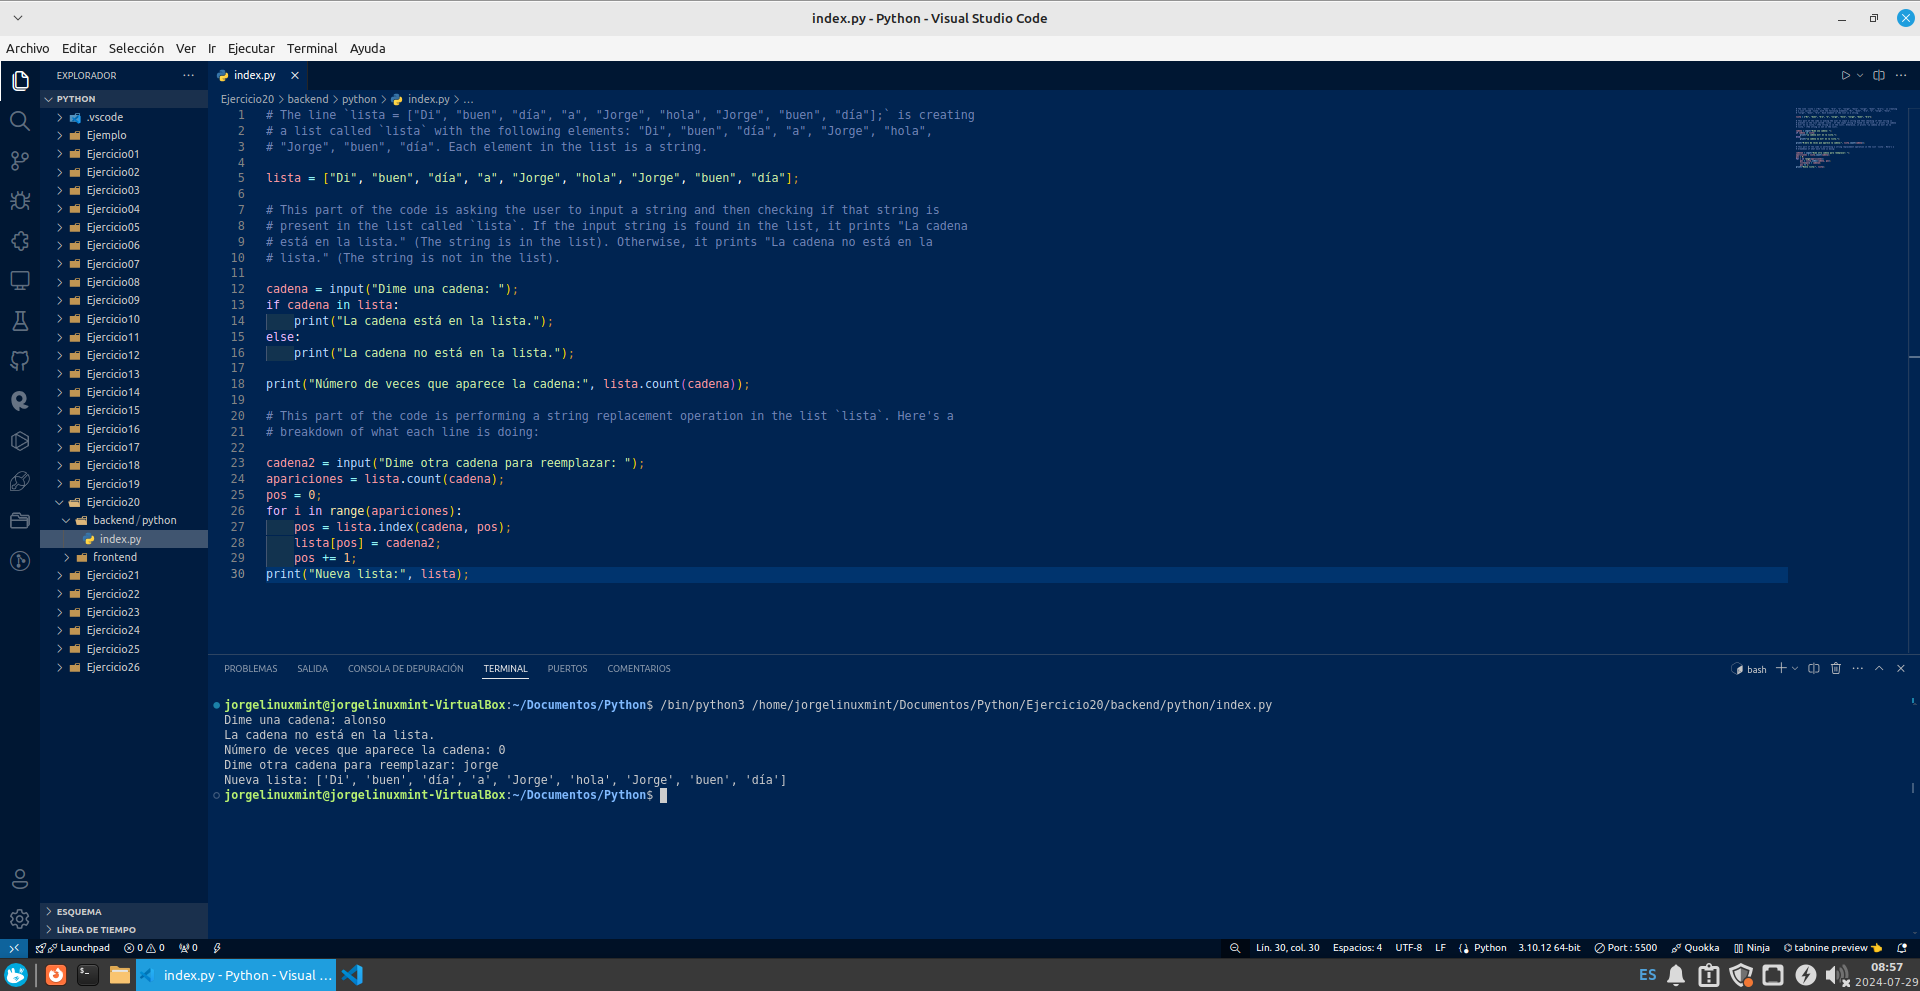 index.py - Python - Visual Studio Code
Archivo Editar Selección Ver Ir Ejecutar Terminal Ayuda
EXPLORADOR
PYTHON
.vscode
Ejemplo
Ejercicio01
Ejercicio02
Ejercicio03
Ejercicio04
Ejercicio05
Ejercicio06
Ejercicio07
Ejercicio08
Ejercicio09
Ejercicio10
Ejercicio11
Ejercicio12
Ejercicio13
Ejercicio14
Ejercicio15
Ejercicio16
Ejercicio17
Ejercicio18
Ejercicio19
Ejercicio20
backend / python
index.py
frontend
Ejercicio21
Ejercicio22
Ejercicio23
Ejercicio24
Ejercicio25
Ejercicio26
ESQUEMA
LÍNEA DE TIEMPO
index.py
Ejercicio20 > backend > python > index.py > ...
1 # The line `lista = ["Di", "buen", "día", "a", "Jorge", "hola", "Jorge", "buen", "día"];` is creating
2 # a list called `lista` with the following elements: "Di", "buen", "día", "a", "Jorge", "hola",
3 # "Jorge", "buen", "día". Each element in the list is a string.
4
5 lista = ["Di", "buen", "día", "a", "Jorge", "hola", "Jorge", "buen", "día"];
6
7 # This part of the code is asking the user to input a string and then checking if that string is
8 # present in the list called `lista`. If the input string is found in the list, it prints "La cadena
9 # está en la lista." (The string is in the list). Otherwise, it prints "La cadena no está en la
10 # lista." (The string is not in the list).
11
12 cadena = input("Dime una cadena: ");
13 if cadena in lista:
14     print("La cadena está en la lista.");
15 else:
16     print("La cadena no está en la lista.");
17
18 print("Número de veces que aparece la cadena:", lista.count(cadena));
19
20 # This part of the code is performing a string replacement operation in the list `lista`. Here's a
21 # breakdown of what each line is doing:
22
23 cadena2 = input("Dime otra cadena para reemplazar: ");
24 apariciones = lista.count(cadena);
25 pos = 0;
26 for i in range(apariciones):
27     pos = lista.index(cadena, pos);
28     lista[pos] = cadena2;
29     pos += 1;
30 print("Nueva lista:", lista);
PROBLEMAS SALIDA CONSOLA DE DEPURACIÓN TERMINAL PUERTOS COMENTARIOS
bash
jorgelinuxmint@jorgelinuxmint-VirtualBox:~/Documentos/Python$ /bin/python3 /home/jorgelinuxmint/Documentos/Python/Ejercicio20/backend/python/index.py
Dime una cadena: alonso
La cadena no está en la lista.
Número de veces que aparece la cadena: 0
Dime otra cadena para reemplazar: jorge
Nueva lista: ['Di', 'buen', 'día', 'a', 'Jorge', 'hola', 'Jorge', 'buen', 'día']
jorgelinuxmint@jorgelinuxmint-VirtualBox:~/Documentos/Python$
Launchpad 0 0 0 Lín. 30, col. 30 Espacios: 4 UTF-8 LF Python 3.10.12 64-bit Port : 5500 Quokka Ninja tabnine preview
index.py - Python - Visual ... ES 08:57
2024-07-29